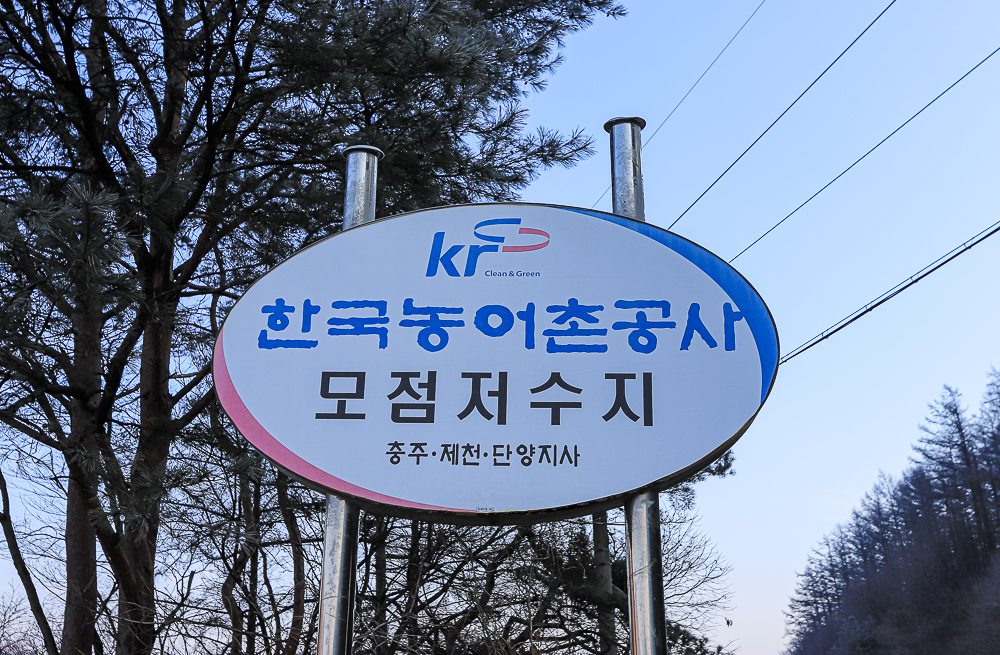 kr
Clean & Green
한국농어촌공사
모점저수지
충주·제천·단양지사